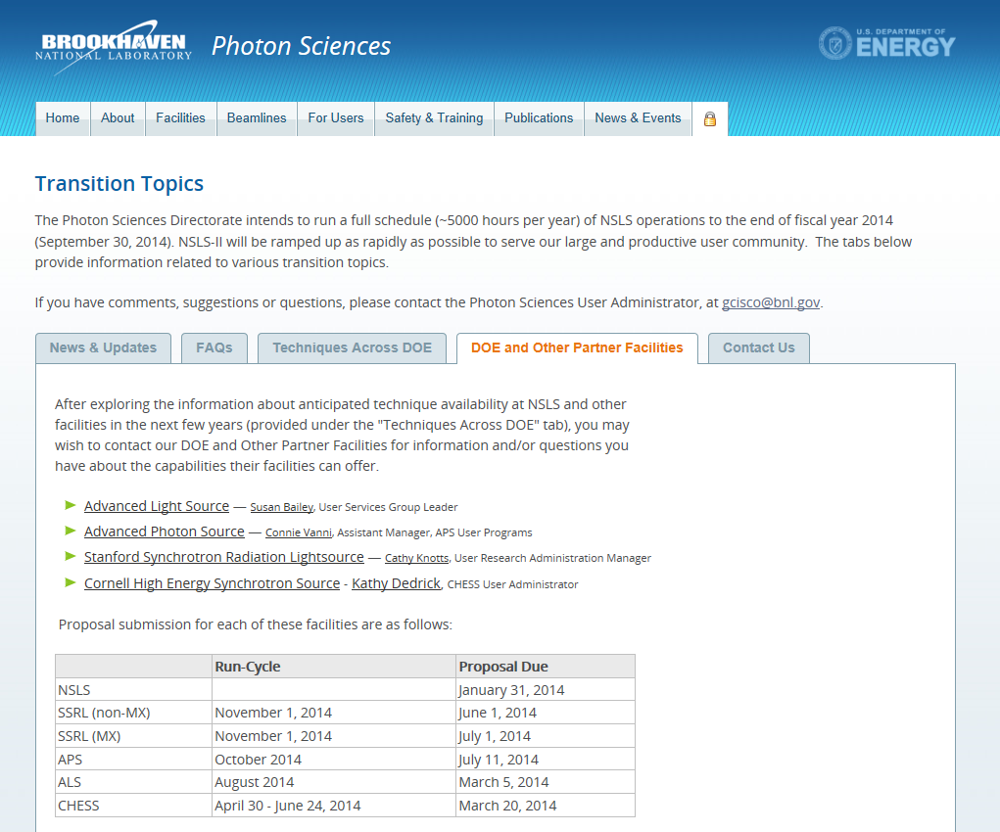 BROOKHAVEN
NATIONAL LABORATORY
Photon Sciences
U.S. DEPARTMENT OF
ENERGY
Home About Facilities Beamlines For Users Safety & Training Publications News & Events
Transition Topics
The Photon Sciences Directorate intends to run a full schedule (~5000 hours per year) of NSLS operations to the end of fiscal year 2014
(September 30, 2014). NSLS-II will be ramped up as rapidly as possible to serve our large and productive user community. The tabs below
provide information related to various transition topics.
If you have comments, suggestions or questions, please contact the Photon Sciences User Administrator, at gcisco@bnl.gov.
News & Updates FAQs Techniques Across DOE DOE and Other Partner Facilities Contact Us
After exploring the information about anticipated technique availability at NSLS and other
facilities in the next few years (provided under the "Techniques Across DOE" tab), you may
wish to contact our DOE and Other Partner Facilities for information and/or questions you
have about the capabilities their facilities can offer.
Advanced Light Source — Susan Bailey, User Services Group Leader
Advanced Photon Source — Connie Vanni, Assistant Manager, APS User Programs
Stanford Synchrotron Radiation Lightsource — Cathy Knotts, User Research Administration Manager
Cornell High Energy Synchrotron Source - Kathy Dedrick, CHESS User Administrator
Proposal submission for each of these facilities are as follows:
Run-Cycle Proposal Due
NSLS January 31, 2014
SSRL (non-MX) November 1, 2014 June 1, 2014
SSRL (MX) November 1, 2014 July 1, 2014
APS October 2014 July 11, 2014
ALS August 2014 March 5, 2014
CHESS April 30 - June 24, 2014 March 20, 2014